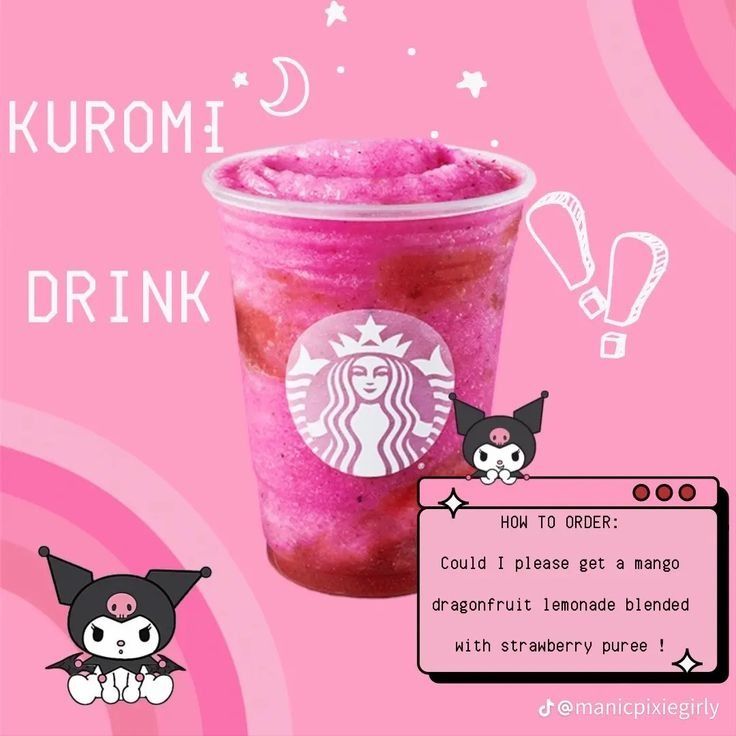 KUROMI
DRINK
HOW TO ORDER:
Could I please get a mango
dragonfruit lemonade blended
with strawberry puree !
@manicpixiegirly